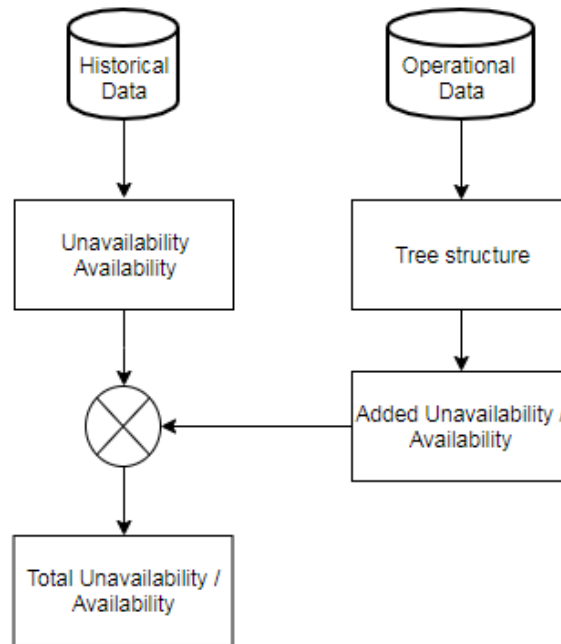 Historical
Data
Operational
Data
Unavailability
Availability
Tree structure
Added Unavailability /
Availability
Total Unavailability /
Availability